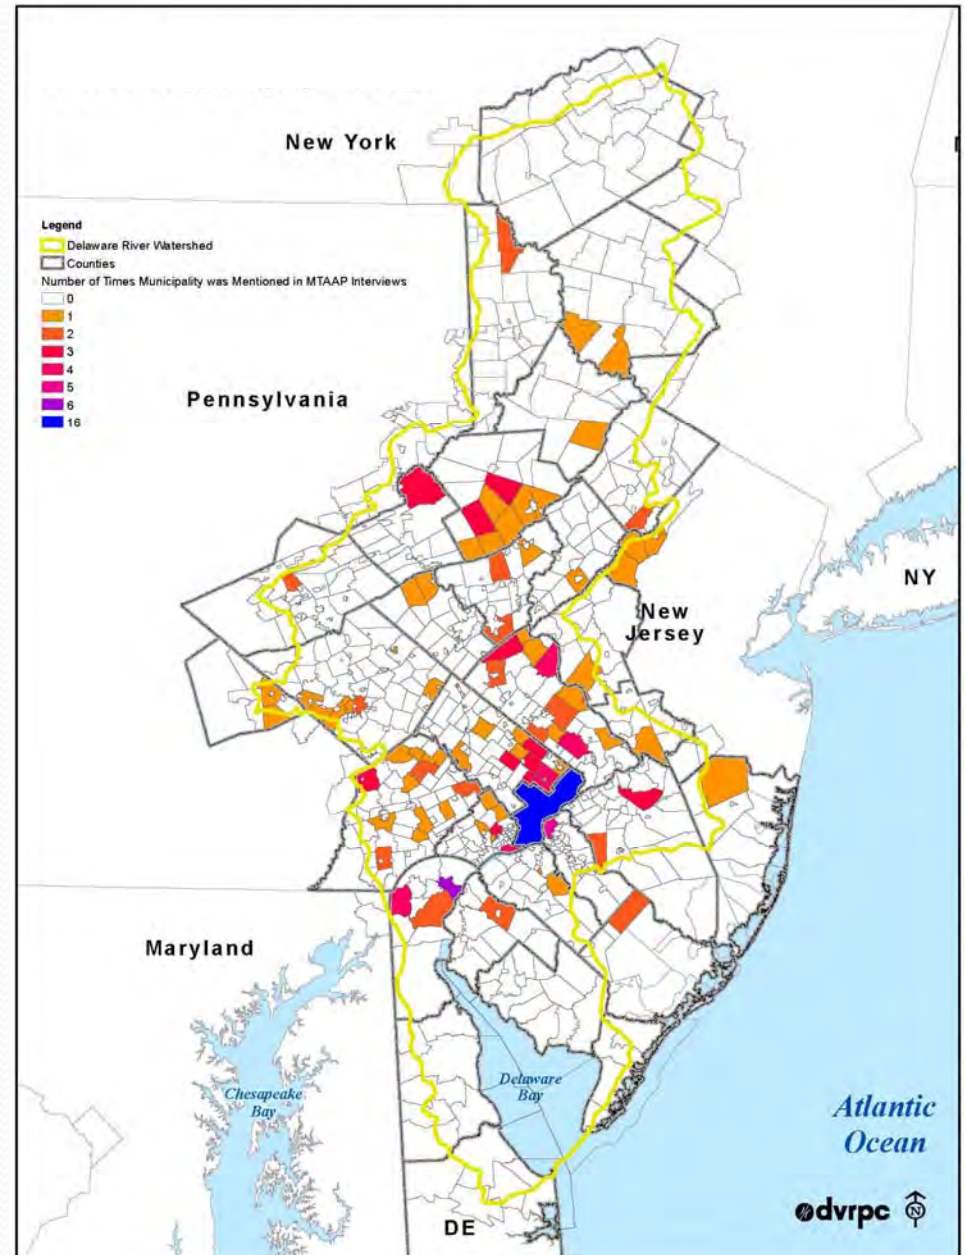 New York
Legend
Delaware River Watershed
Counties
Number of Times Municipality was Mentioned in MTAAP Interviews
0
1
2
3
4
5
6
16
Pennsylvania
NY
New
Jersey
Maryland
Chesapeake
Bay
Delaware
Bay
Atlantic
Ocean
DE
dvrpc
N